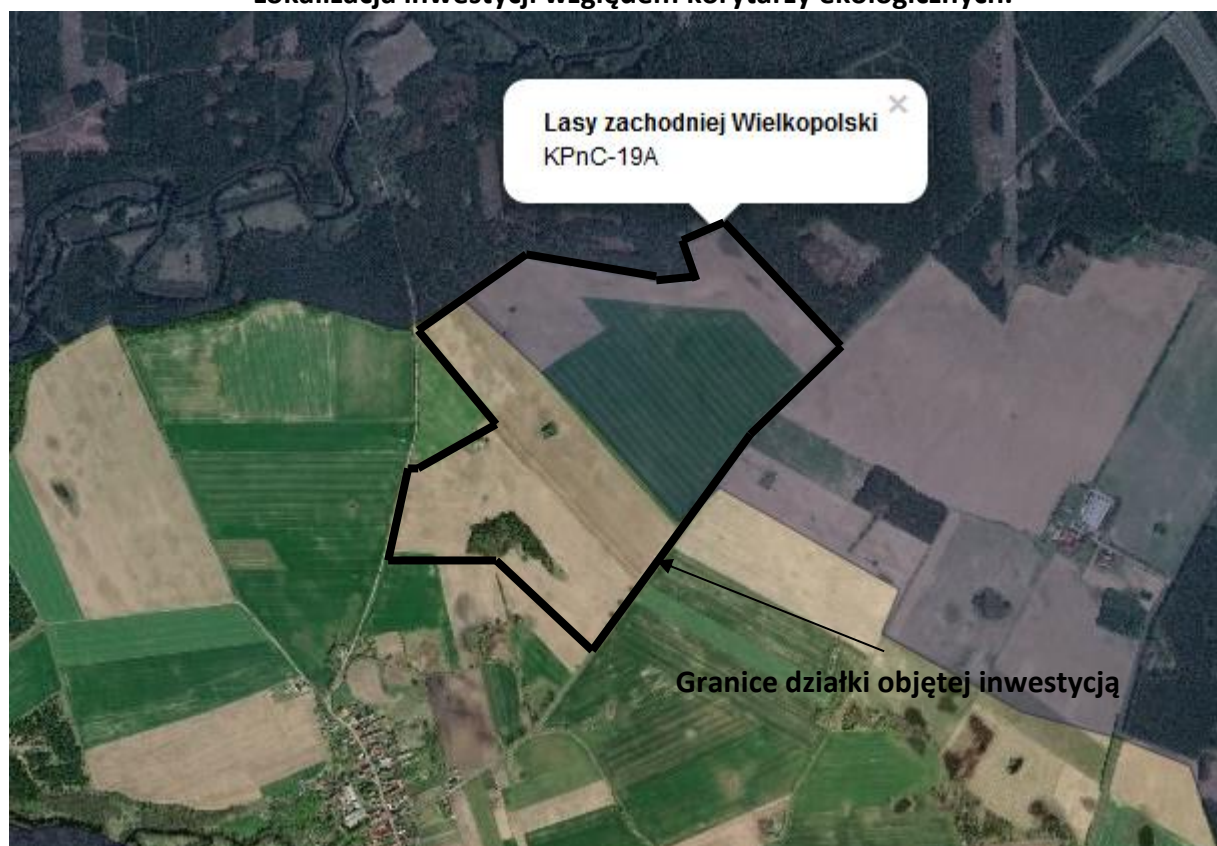 Lokalizacja inwestycji względem korytarzy ekologicznych.
Lasy zachodniej Wielkopolski
KPnC-19A
Granice działki objętej inwestycją